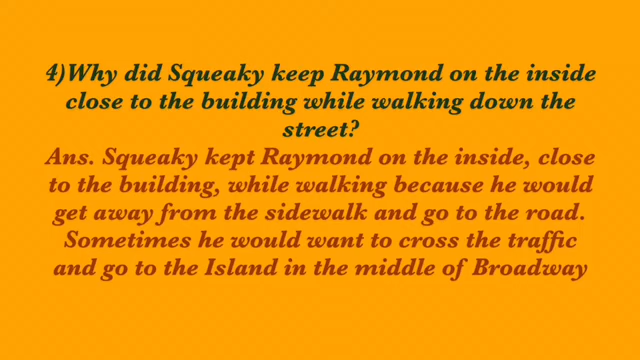 4)Why did Squeaky keep Raymond on the inside
close to the building while walking down the
street?
Ans. Squeaky kept Raymond on the inside, close
to the building, while walking because he would
get away from the sidewalk and go to the road.
Sometimes he would want to cross the traffic
and go to the Island in the middle of Broadway